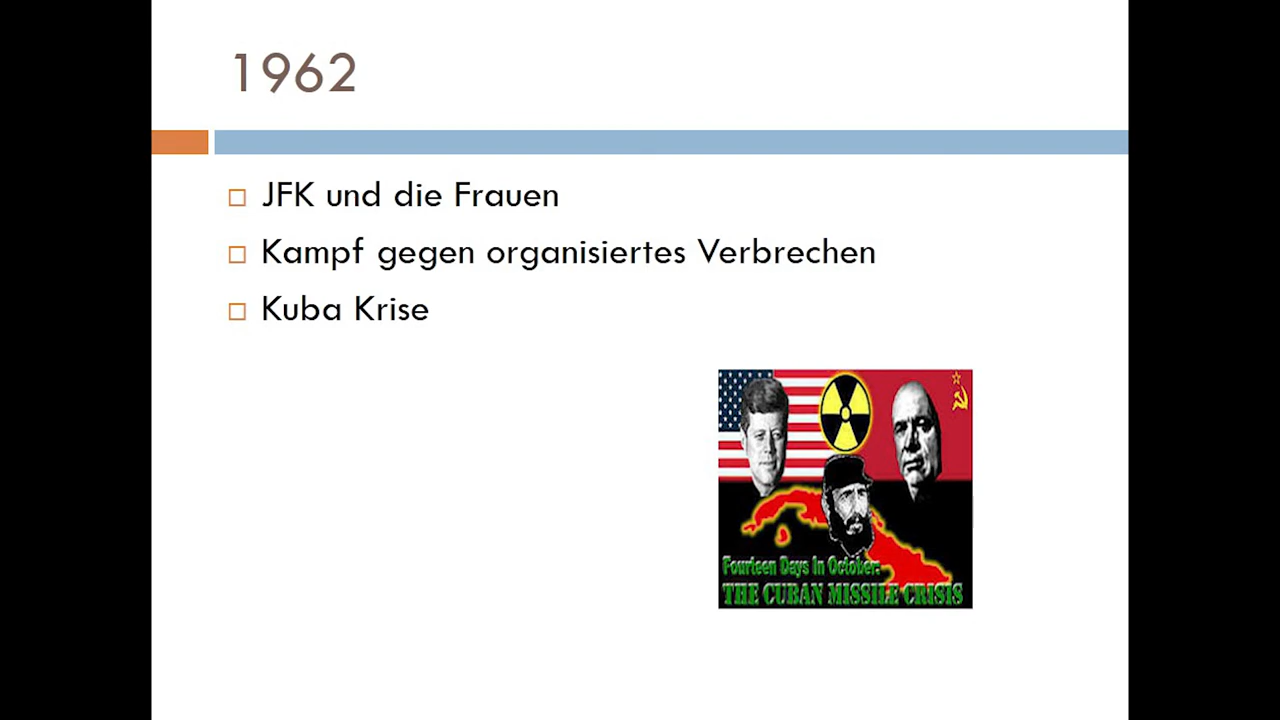 1962
JFK und die Frauen
Kampf gegen organisiertes Verbrechen
Kuba Krise
Fourteen Days in October:
THE CUBAN MISSILE CRISIS